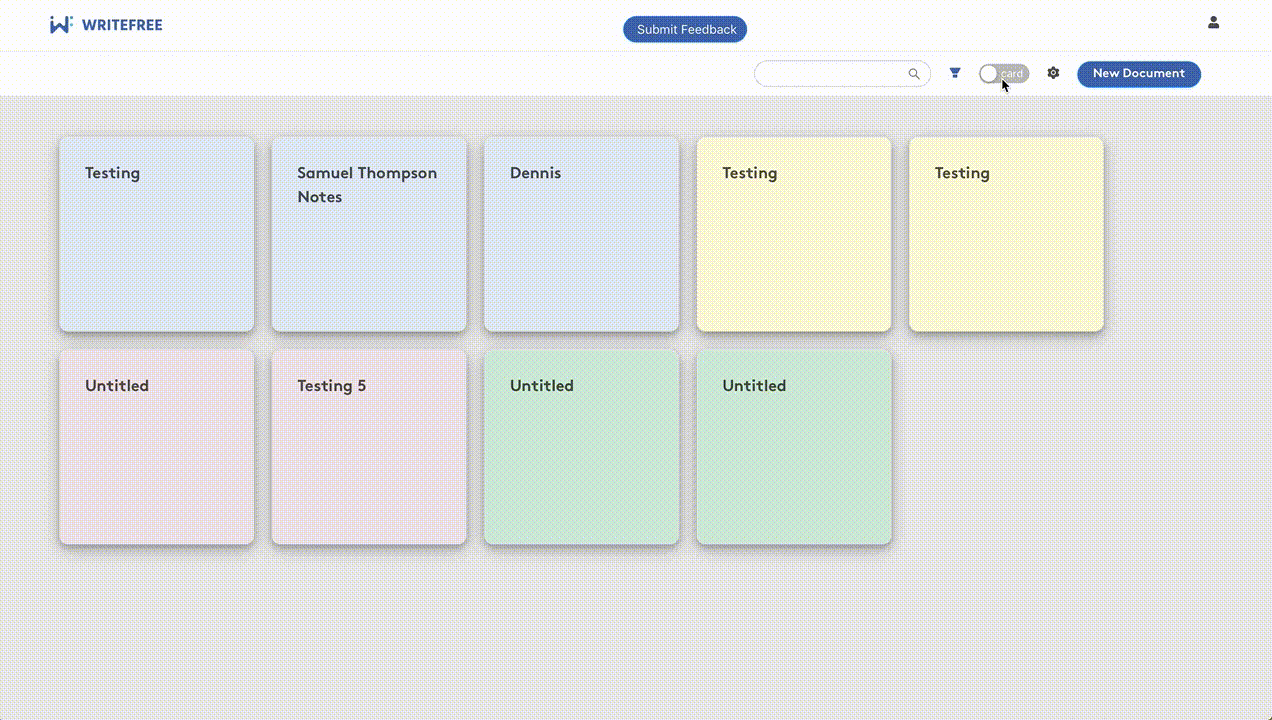 WRITEFREE
Submit Feedback
card
New Document
Testing
Samuel Thompson
Notes
Dennis
Testing
Testing
Untitled
Testing 5
Untitled
Untitled